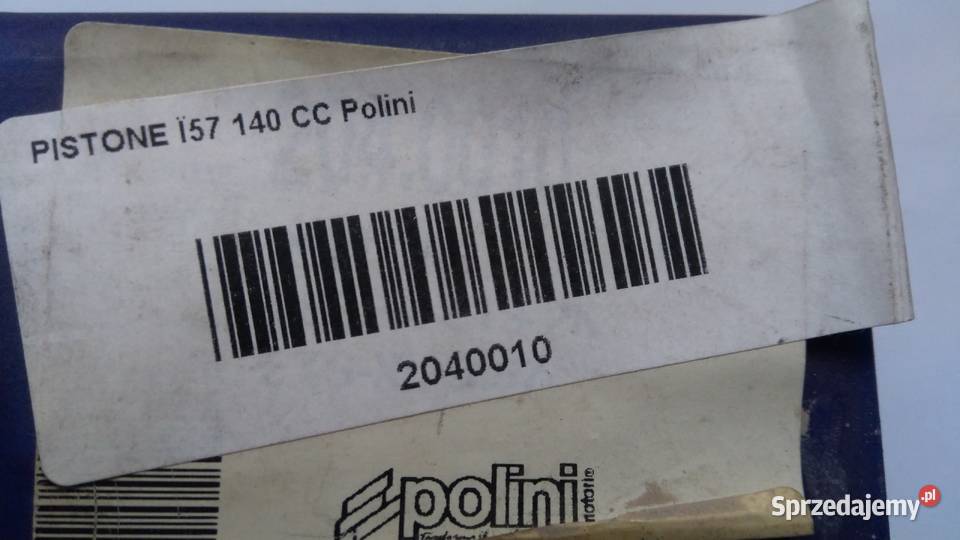 PISTONE Ï57 140 CC Polini
2040010
polini
Sprzedajemy.pl